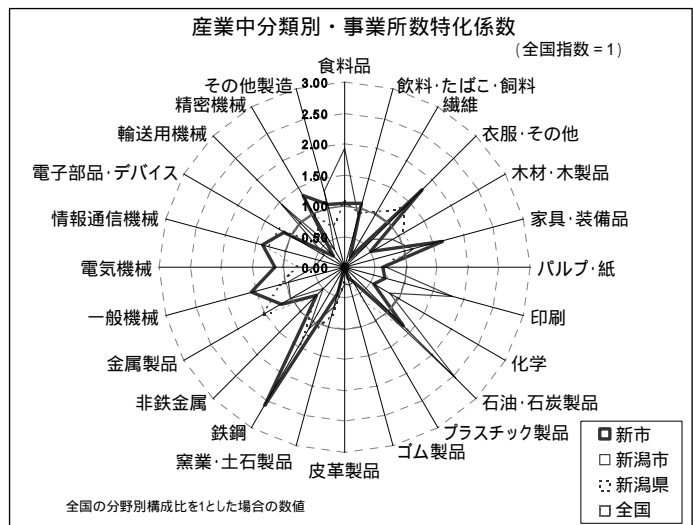 産業中分類別・事業所数特化係数
(全国指数=1)
食料品
飲料・たばこ・飼料
繊維
衣服・その他
木材・木製品
家具・装備品
パルプ・紙
印刷
化学
石油・石炭製品
プラスチック製品
ゴム製品
皮革製品
窯業・土石製品
鉄鋼
非鉄金属
金属製品
一般機械
電気機械
情報通信機械
電子部品・デバイス
輸送用機械
精密機械
その他製造
3.00
2.50
2.00
1.50
1.00
0.50
0.00
新市
新潟市
新潟県
全国
全国の分野別構成比を1とした場合の数値